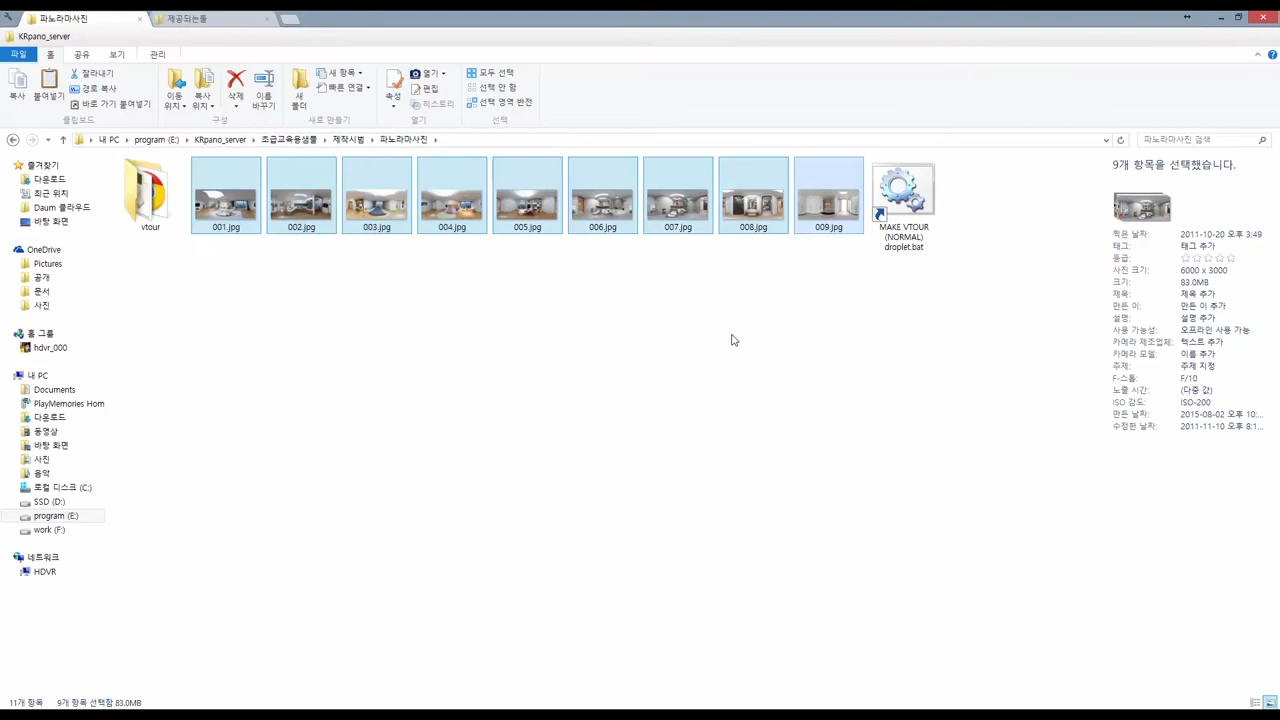 파노라마사진
제공되는툴
KRpano_server
파일 홈 공유 보기 관리
복사
붙여넣기
잘라내기
경로 복사
바로 가기 붙여넣기
클립보드
이동 위치
복사 위치
삭제
이름 바꾸기
구성
새 폴더
새 항목
빠른 연결
새로 만들기
속성
열기
편집
히스토리
열기
모두 선택
선택 안 함
선택 영역 반전
선택
내 PC program (E:) KRpano_server 초급교육용샘플 제작시범 파노라마사진
파노라마사진 검색
즐겨찾기
다운로드
최근 위치
Daum 클라우드
바탕 화면
OneDrive
Pictures
공개
문서
사진
홈 그룹
hdvr_000
내 PC
Documents
PlayMemories Hom
다운로드
동영상
바탕 화면
사진
음악
로컬 디스크 (C:)
SSD (D:)
program (E:)
work (F:)
네트워크
HDVR
vtour
001.jpg
002.jpg
003.jpg
004.jpg
005.jpg
006.jpg
007.jpg
008.jpg
009.jpg
MAKE VTOUR
(NORMAL)
droplet.bat
9개 항목을 선택했습니다.
찍은 날짜: 2011-10-20 오후 3:49
태그: 태그 추가
등급:
사진 크기: 6000 x 3000
크기: 83.0MB
제목: 제목 추가
만든 이: 만든 이 추가
설명: 설명 추가
사용 가능성: 오프라인 사용 가능
카메라 제조업체: 텍스트 추가
카메라 모델: 이름 추가
주제: 주제 지정
F-스톱: F/10
노출 시간: (다중 값)
ISO 감도: ISO-200
만든 날짜: 2015-08-02 오후 10:...
수정한 날짜: 2011-11-10 오후 8:1...
11개 항목 9개 항목 선택함 83.0MB